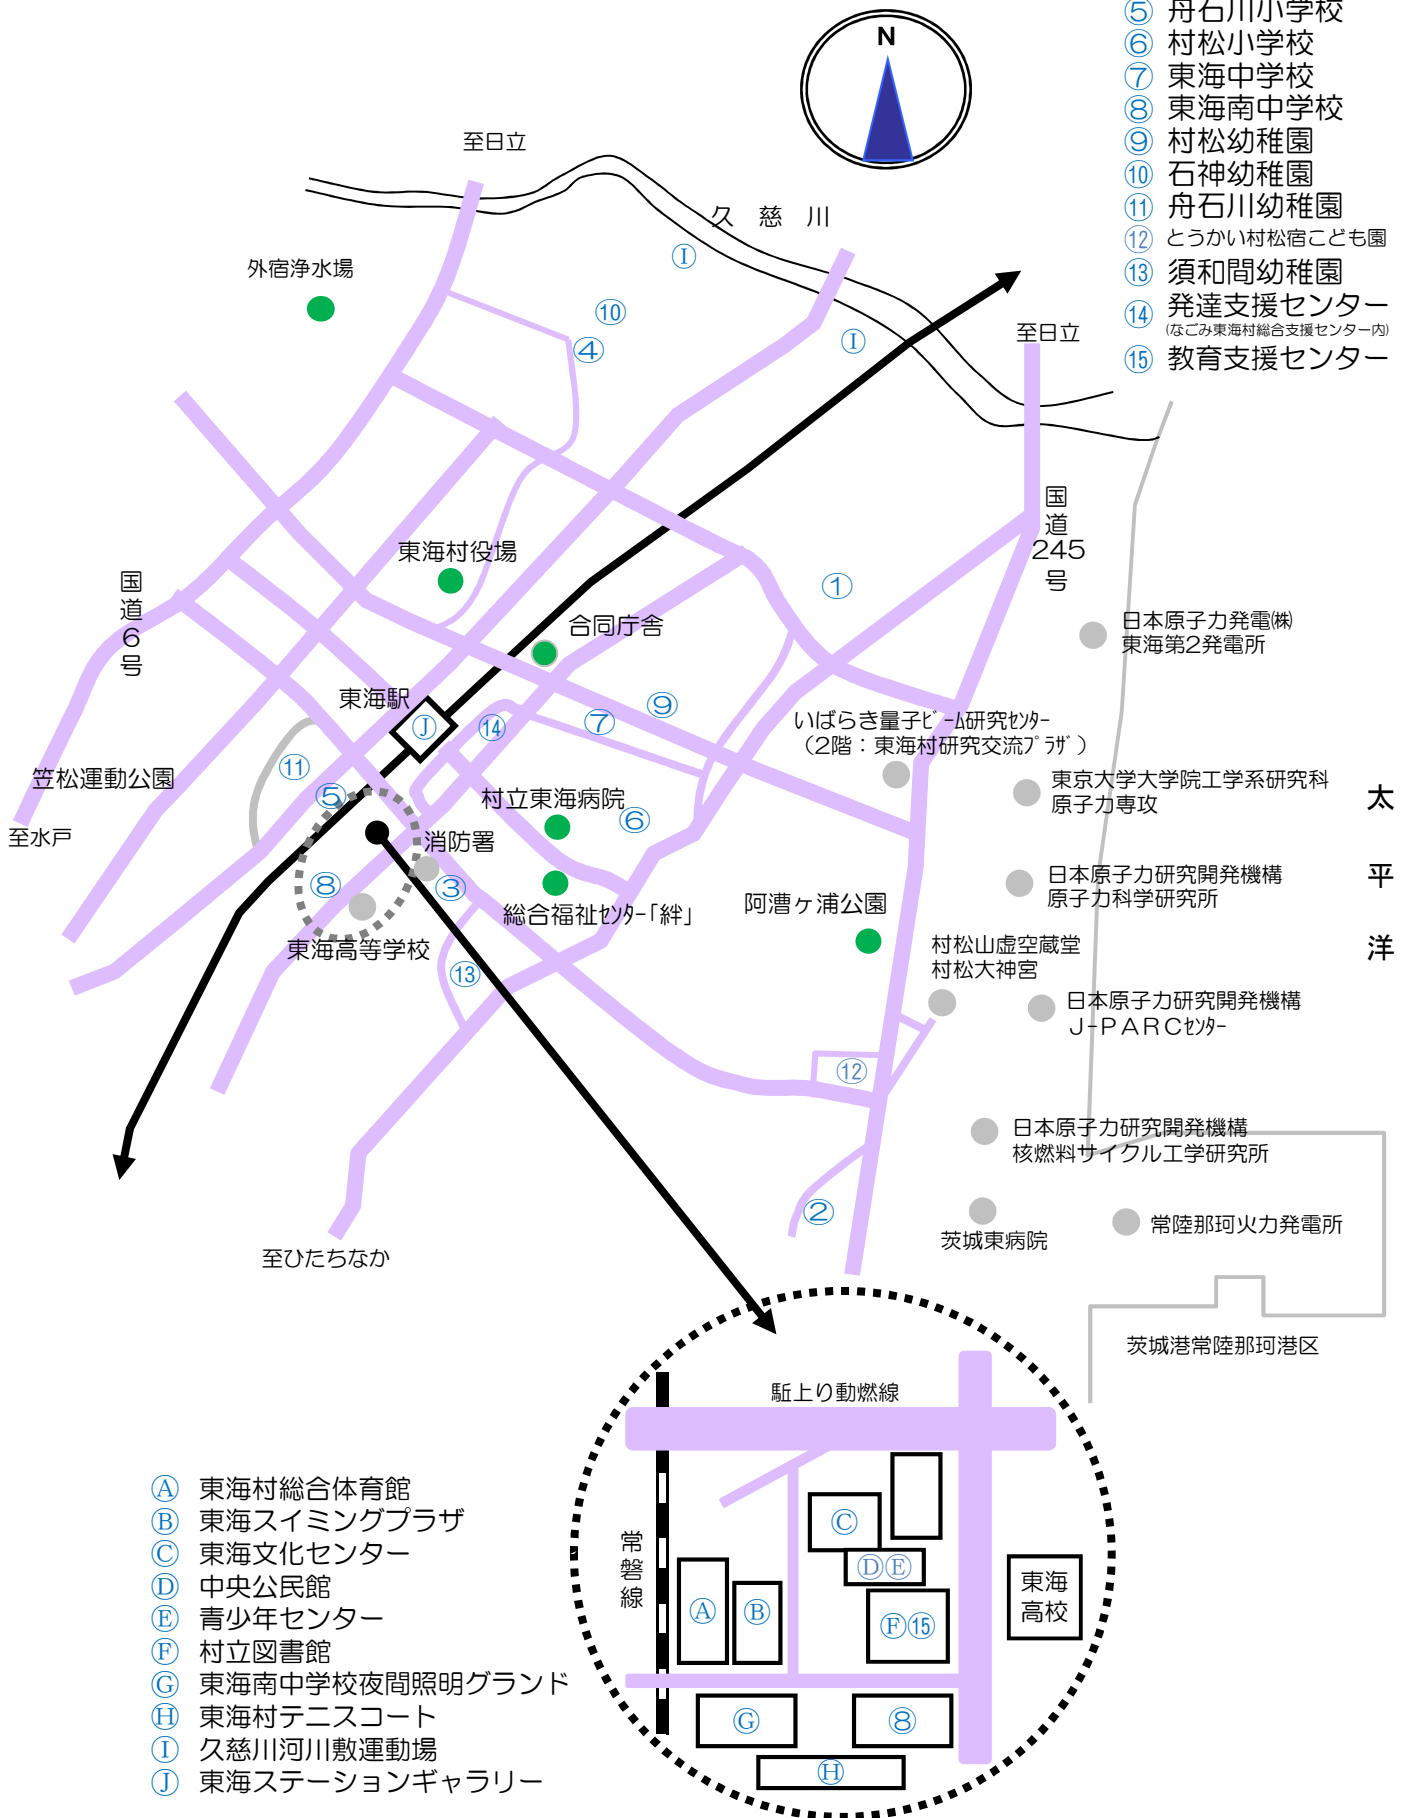 ⑤ 舟石川小学校
⑥ 村松小学校
⑦ 東海中学校
⑧ 東海南中学校
⑨ 村松幼稚園
⑩ 石神幼稚園
⑪ 舟石川幼稚園
⑫ とうかい村松宿こども園
⑬ 須和間幼稚園
⑭ 発達支援センター
(なごみ東海村総合支援センター内)
⑮ 教育支援センター
N
至日立
久慈川
Ⓘ
外宿浄水場
⑩
④
Ⓘ
至日立
国道245号
東海村役場
①
国道6号
合同庁舎
日本原子力発電㈱
東海第2発電所
東海駅
Ⓙ
⑭
⑦
⑨
いばらき量子ビーム研究センター
(2階:東海村研究交流プラザ)
笠松運動公園
⑪
⑤
村立東海病院
⑥
東京大学大学院工学系研究科
原子力専攻
太平洋
至水戸
消防署
⑧
③
総合福祉センター「絆」
日本原子力研究開発機構
原子力科学研究所
阿漕ヶ浦公園
東海高等学校
⑬
村松山虚空蔵堂
村松大神宮
日本原子力研究開発機構
J-PARCセンター
⑫
日本原子力研究開発機構
核燃料サイクル工学研究所
②
茨城東病院
常陸那珂火力発電所
至ひたちなか
茨城港常陸那珂港区
駈上り動燃線
常磐線
Ⓒ
ⒹⒺ
Ⓐ
Ⓑ
Ⓕ⑮
東海
高校
Ⓖ
⑧
Ⓗ
Ⓐ 東海村総合体育館
Ⓑ 東海スイミングプラザ
Ⓒ 東海文化センター
Ⓓ 中央公民館
Ⓔ 青少年センター
Ⓕ 村立図書館
Ⓖ 東海南中学校夜間照明グランド
Ⓗ 東海村テニスコート
Ⓘ 久慈川河川敷運動場
Ⓙ 東海ステーションギャラリー